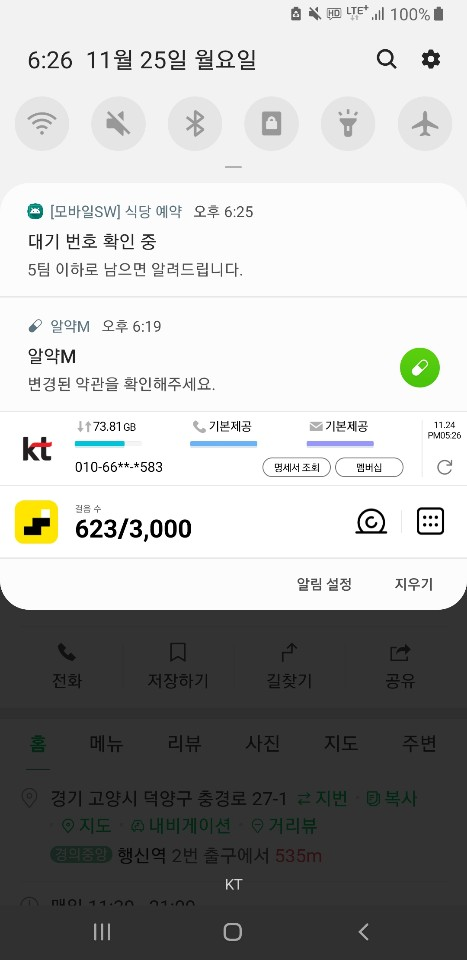 HD LTE+ 100%
6:26 11월 25일 월요일
[모바일SW] 식당 예약 오후 6:25
대기 번호 확인 중
5팀 이하로 남으면 알려드립니다.
알약M 오후 6:19
알약M
변경된 약관을 확인해주세요.
kt
73.81GB 기본제공 기본제공
11.24
PM05:26
010-66**-*583 명세서 조회 멤버십
걸음 수
623/3,000
알림 설정 지우기
전화 저장하기 길찾기 공유
홈 메뉴 리뷰 사진 지도 주변
경기 고양시 덕양구 충경로 27-1 지번 · 복사
· 지도 · 내비게이션 · 거리뷰
경의중앙 행신역 2번 출구에서 535m
KT
매일 11:30 - 21:00